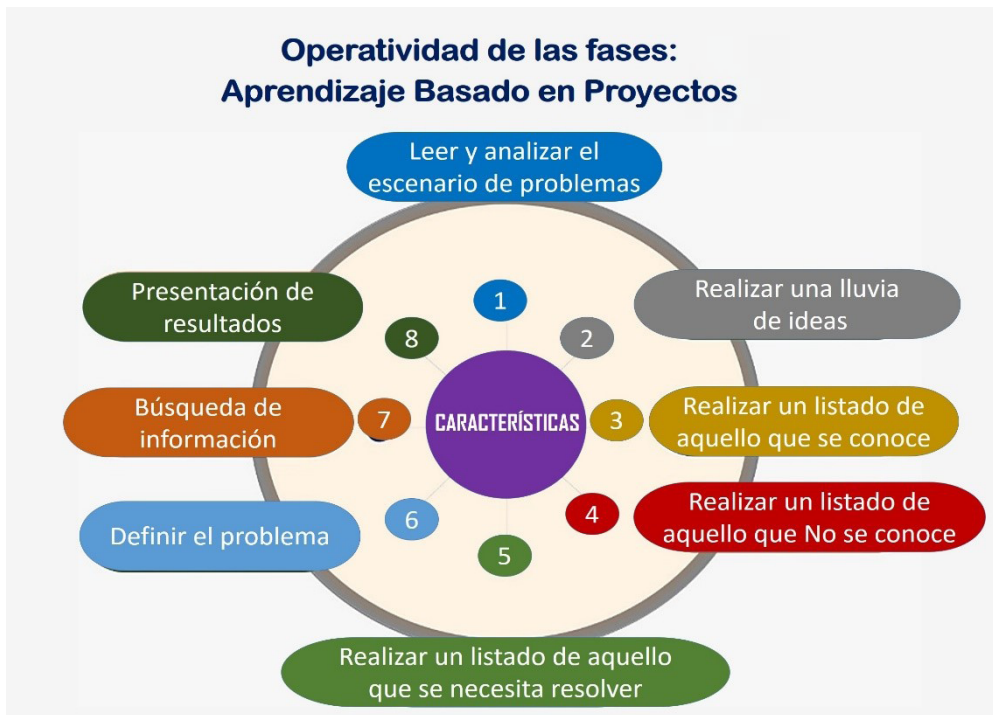 Operatividad de las fases:
Aprendizaje Basado en Proyectos
Leer y analizar el
escenario de problemas
1
Realizar una lluvia
de ideas
2
Realizar un listado de
aquello que se conoce
3
Realizar un listado de
aquello que No se conoce
4
Realizar un listado de aquello
que se necesita resolver
5
Definir el problema
6
Búsqueda de
información
7
Presentación de
resultados
8
CARACTERÍSTICAS